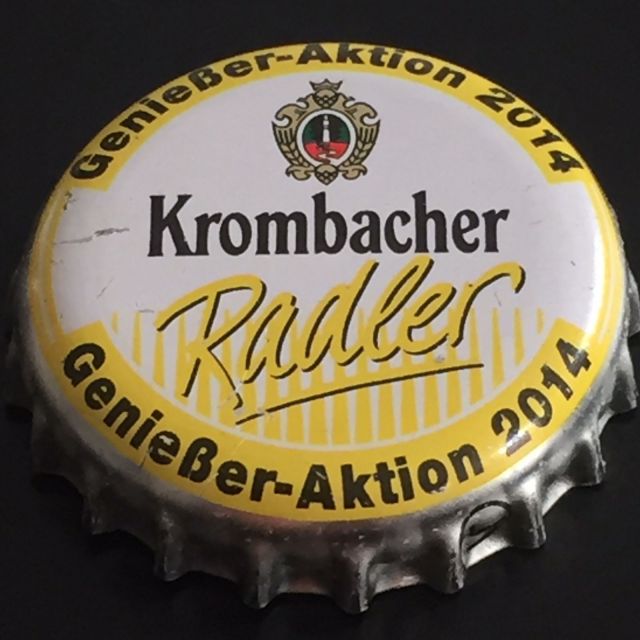 Genießer-Aktion 2014
Krombacher
Radler
Genießer-Aktion 2014